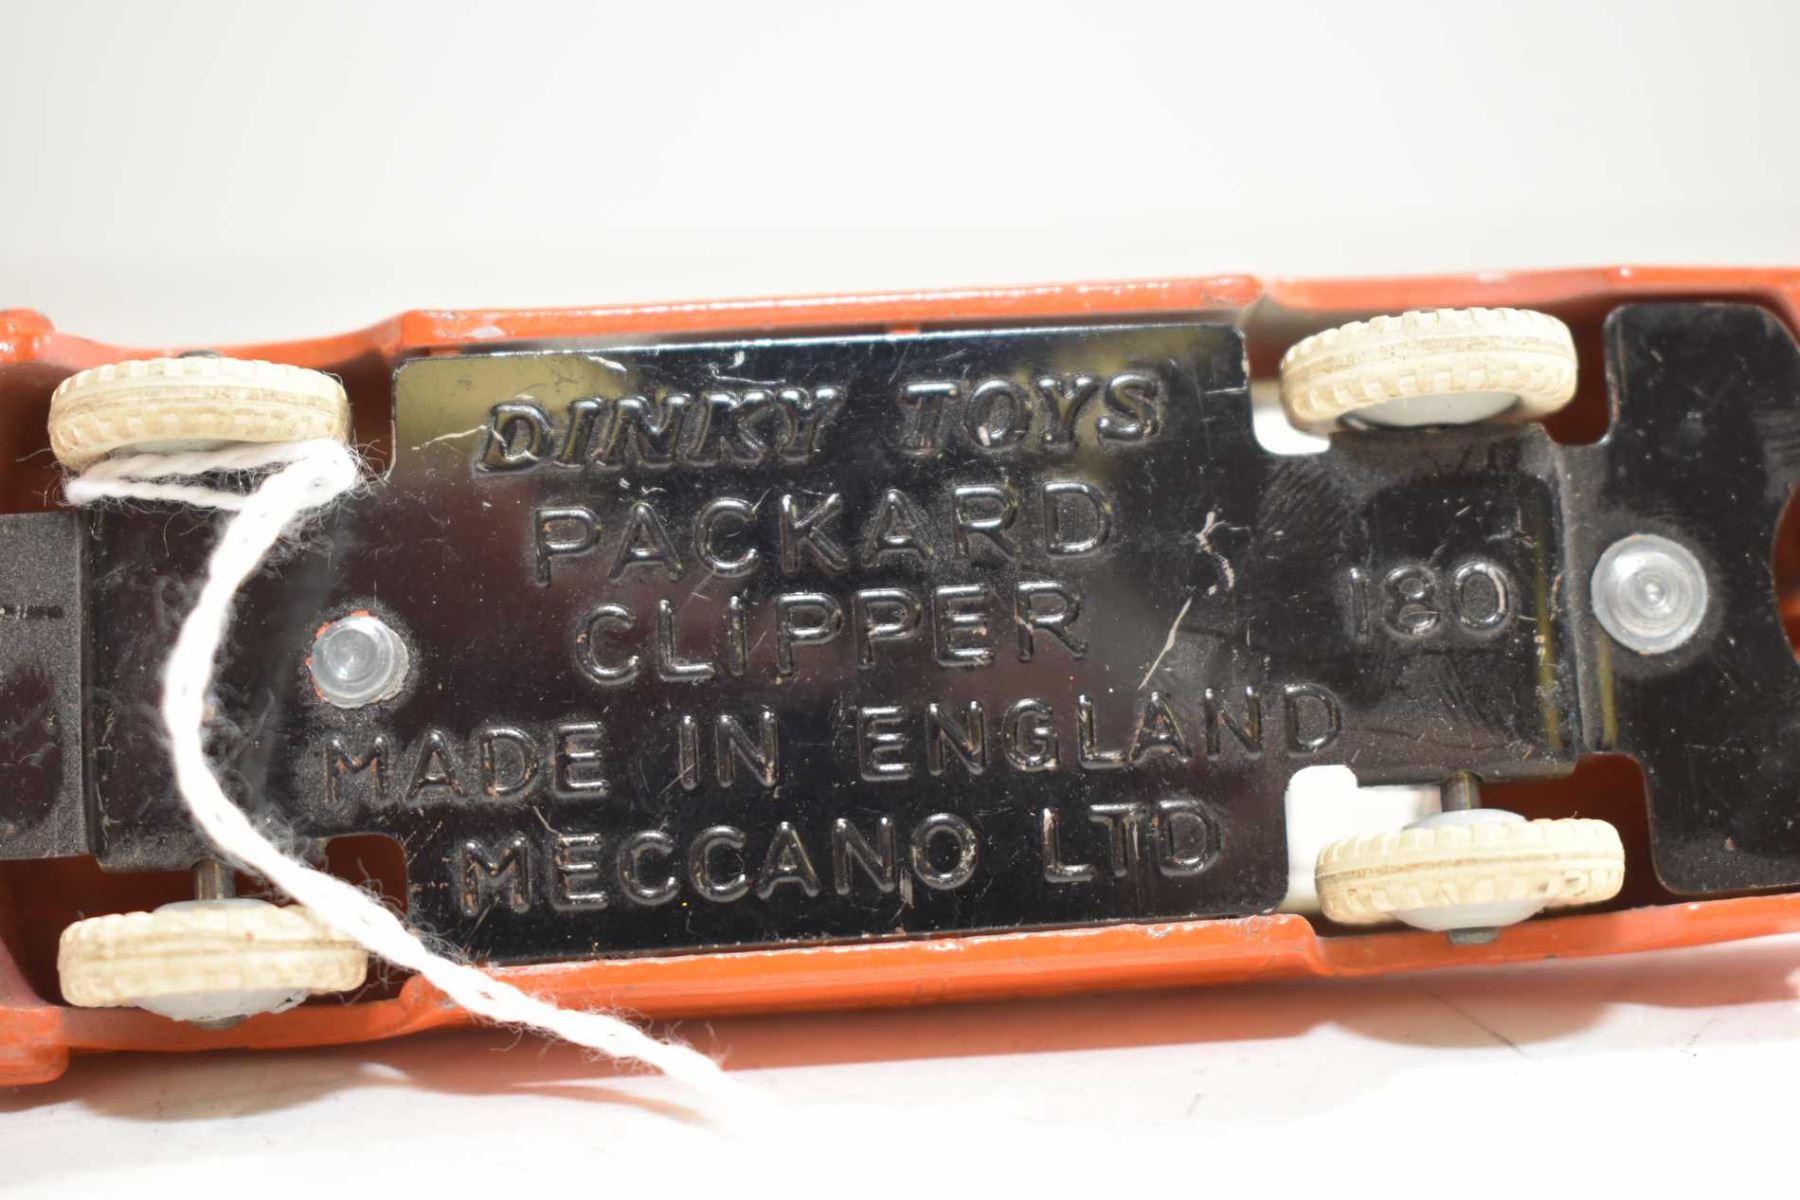 DINKY TOYS
PACKARD
CLIPPER
180
MADE IN ENGLAND
MECCANO LTD